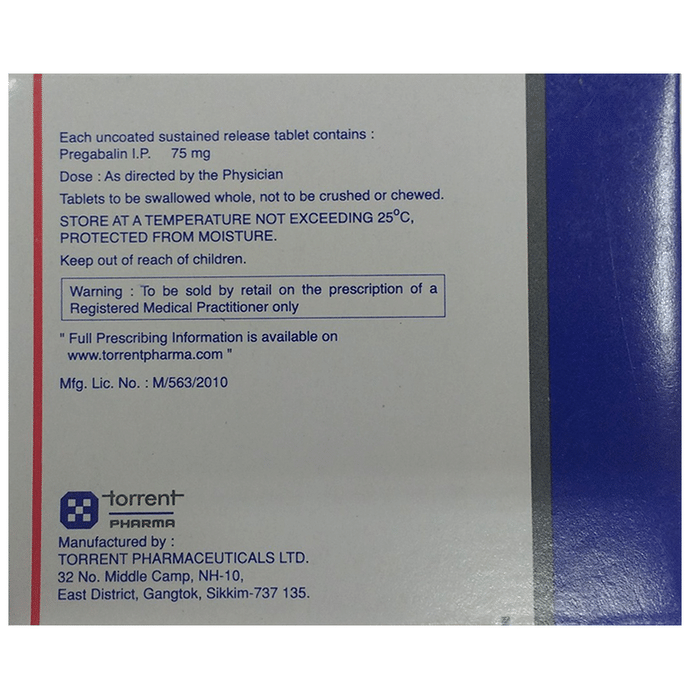 Each uncoated sustained release tablet contains :
Pregabalin I.P. 75 mg
Dose : As directed by the Physician
Tablets to be swallowed whole, not to be crushed or chewed.
STORE AT A TEMPERATURE NOT EXCEEDING 25°C,
PROTECTED FROM MOISTURE.
Keep out of reach of children.
Warning : To be sold by retail on the prescription of a
Registered Medical Practitioner only
" Full Prescribing Information is available on
www.torrentpharma.com "
Mfg. Lic. No. : M/563/2010
torrent
PHARMA
Manufactured by :
TORRENT PHARMACEUTICALS LTD.
32 No. Middle Camp, NH-10,
East District, Gangtok, Sikkim-737 135.